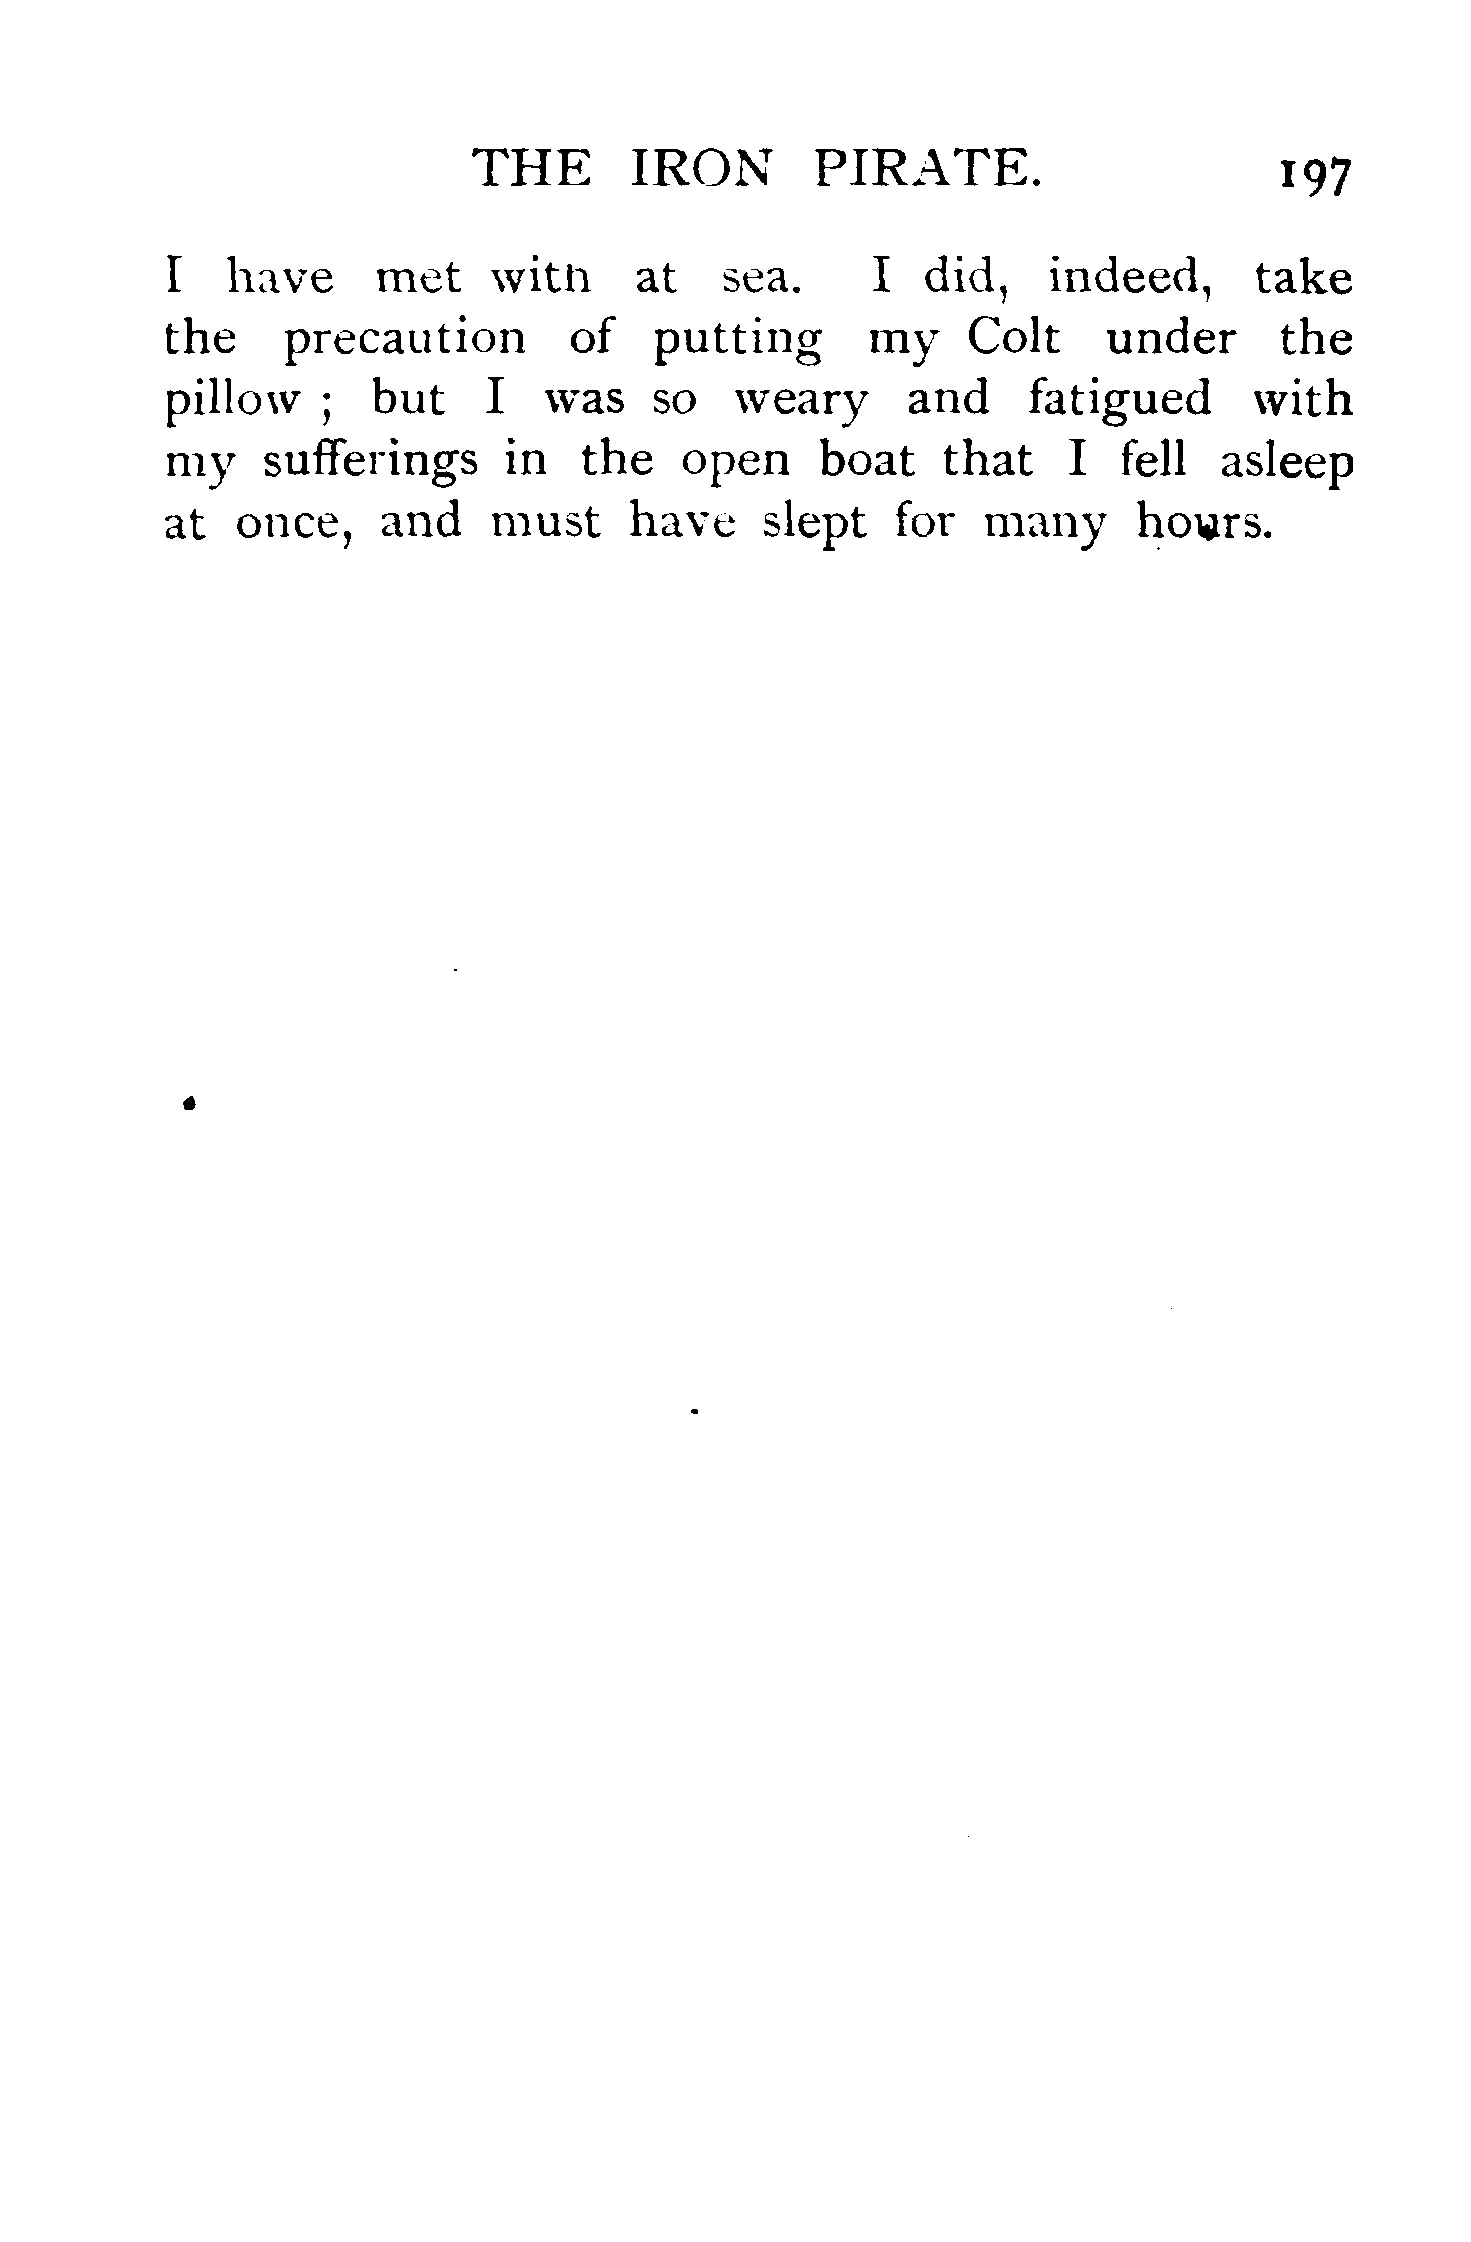 THE IRON PIRATE. 197
I have met with at sea. I did, indeed, take
the precaution of putting my Colt under the
pillow ; but I was so weary and fatigued with
my sufferings in the open boat that I fell asleep
at once, and must have slept for many hours.